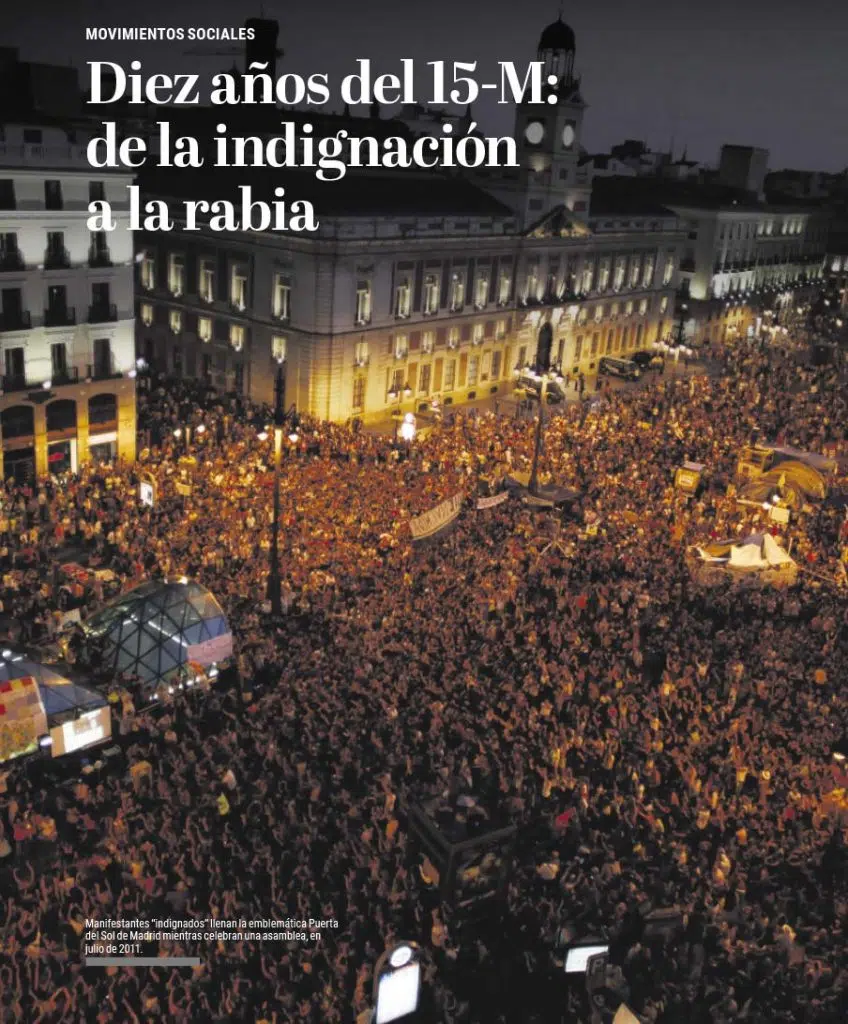 MOVIMIENTOS SOCIALES
Diez años del 15-M:
de la indignación
a la rabia
Manifestantes "indignados" llenan la emblemática Puerta
del Sol de Madrid mientras celebran una asamblea, en
julio de 2011.